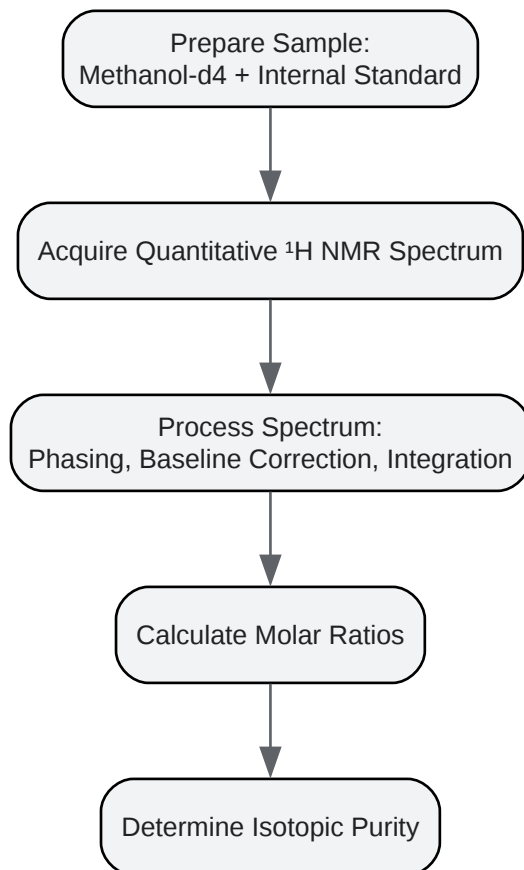 Prepare Sample:
Methanol-d4 + Internal Standard
Acquire Quantitative ¹H NMR Spectrum
Process Spectrum:
Phasing, Baseline Correction, Integration
Calculate Molar Ratios
Determine Isotopic Purity